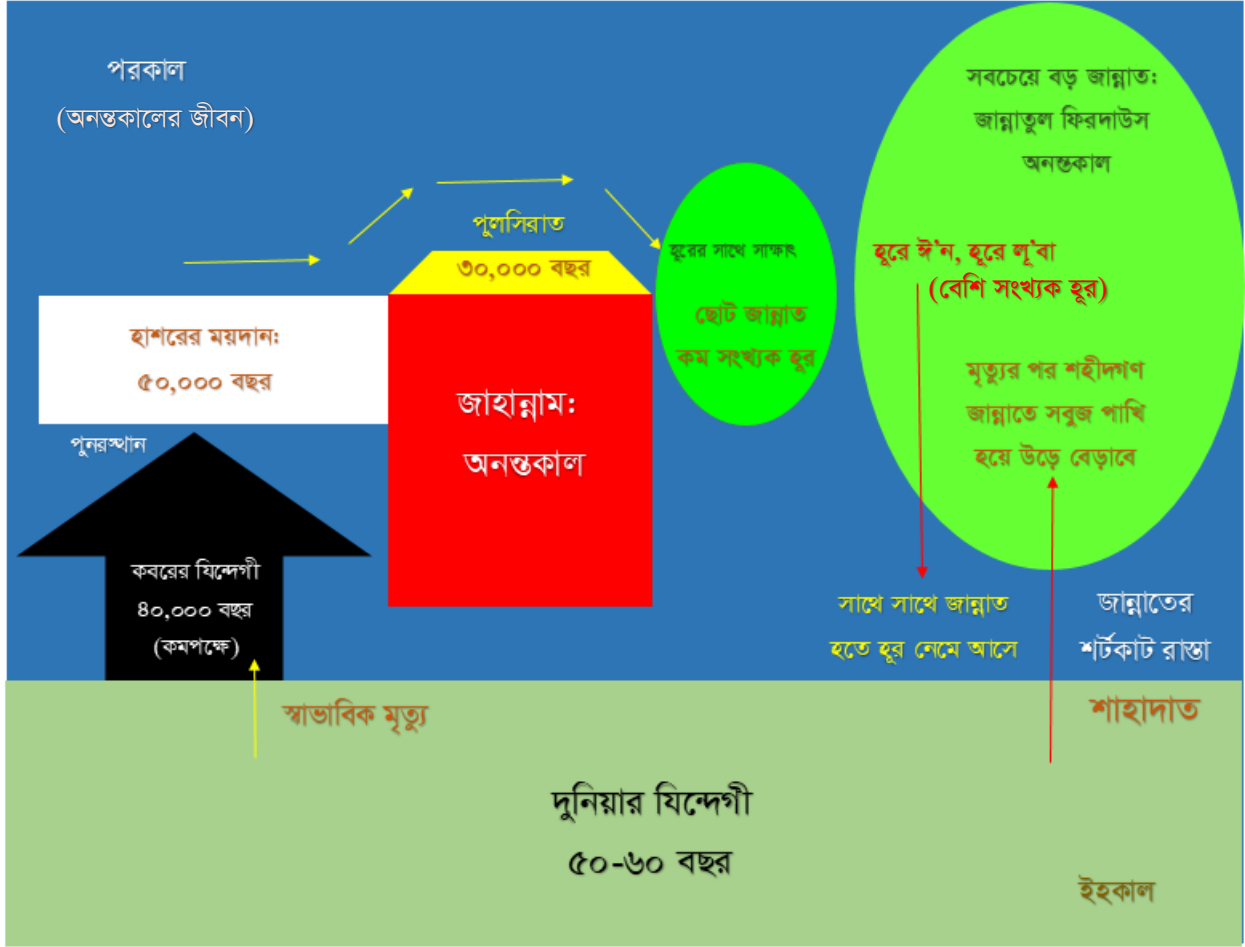 পরকাল
(অনন্তকালের জীবন)
সবচেয়ে বড় জান্নাত:
জান্নাতুল ফিরদাউস
অনন্তকাল
পুলসিরাত
৩০,০০০ বছর
হূরের সাথে সাক্ষাৎ
ছোট জান্নাত
কম সংখ্যক হূর
হূরে ঈ'ন, হূরে লূ'বা
(বেশি সংখ্যক হূর)
হাশরের ময়দান:
৫০,০০০ বছর
জাহান্নাম:
অনন্তকাল
মৃত্যুর পর শহীদগণ
জান্নাতে সবুজ পাখি
হয়ে উড়ে বেড়াবে
পুনরুত্থান
কবরের যিন্দেগী
৪০,০০০ বছর
(কমপক্ষে)
সাথে সাথে জান্নাত
হতে হূর নেমে আসে
জান্নাতের
শর্টকাট রাস্তা
স্বাভাবিক মৃত্যু
শাহাদাত
দুনিয়ার যিন্দেগী
৫০-৬০ বছর
ইহকাল